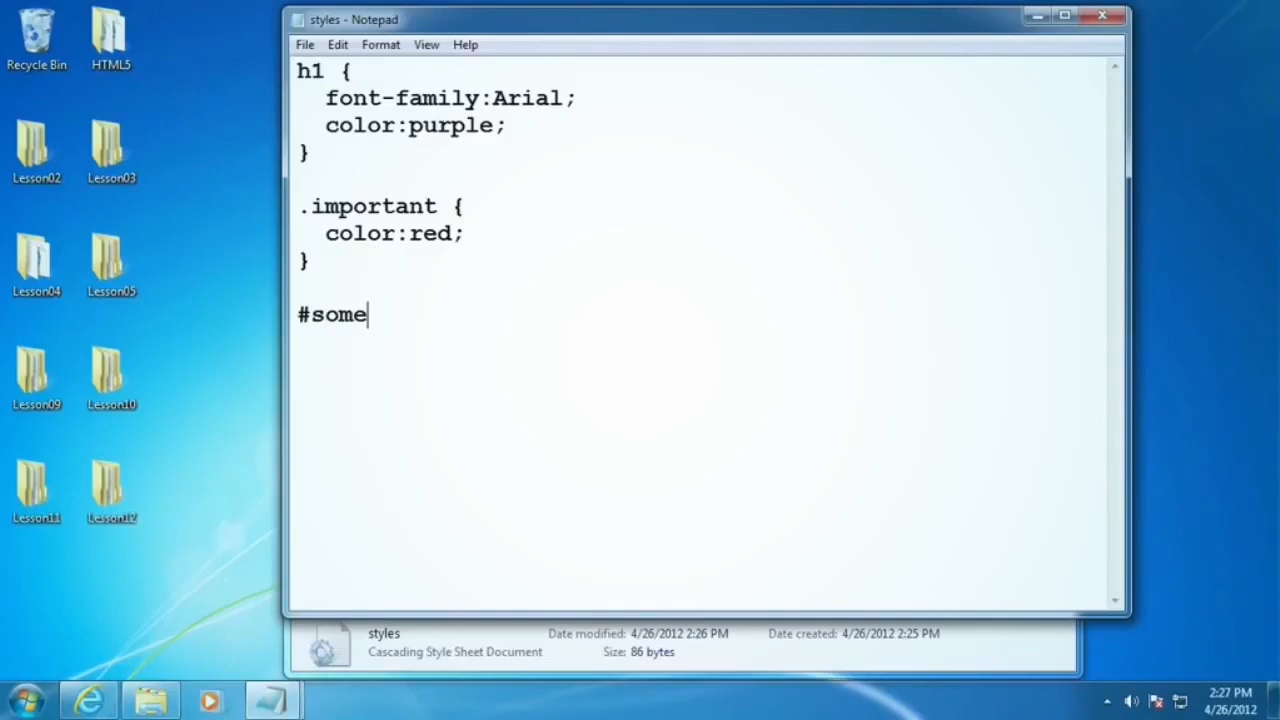 styles - Notepad
File Edit Format View Help
h1 {
font-family:Arial;
color:purple;
}
.important {
color:red;
}
#some
Recycle Bin HTML5
Lesson02 Lesson03
Lesson04 Lesson05
Lesson09 Lesson10
Lesson11 Lesson12
styles Date modified: 4/26/2012 2:26 PM Date created: 4/26/2012 2:25 PM
Cascading Style Sheet Document Size: 86 bytes
2:27 PM
4/26/2012